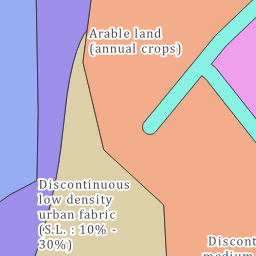 Arable land
(annual crops)
Discontinuous
low density
urban fabric
(S.L. : 10% -
30%)
Discont
medium